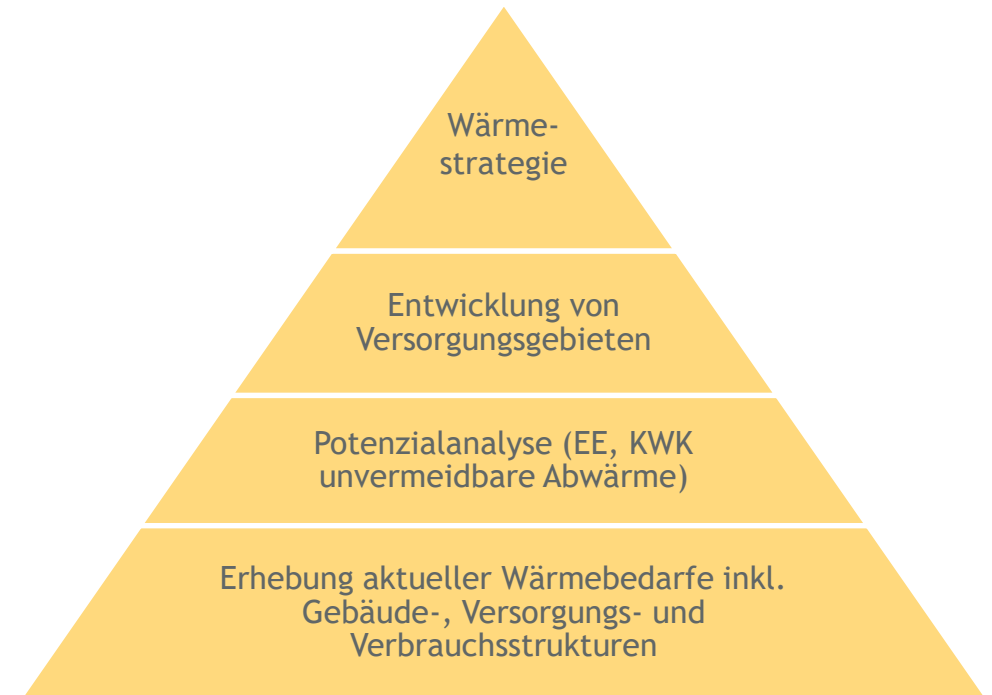 Wärme-
strategie
Entwicklung von
Versorgungsgebieten
Potenzialanalyse (EE, KWK
unvermeidbare Abwärme)
Erhebung aktueller Wärmebedarfe inkl.
Gebäude-, Versorgungs- und
Verbrauchsstrukturen